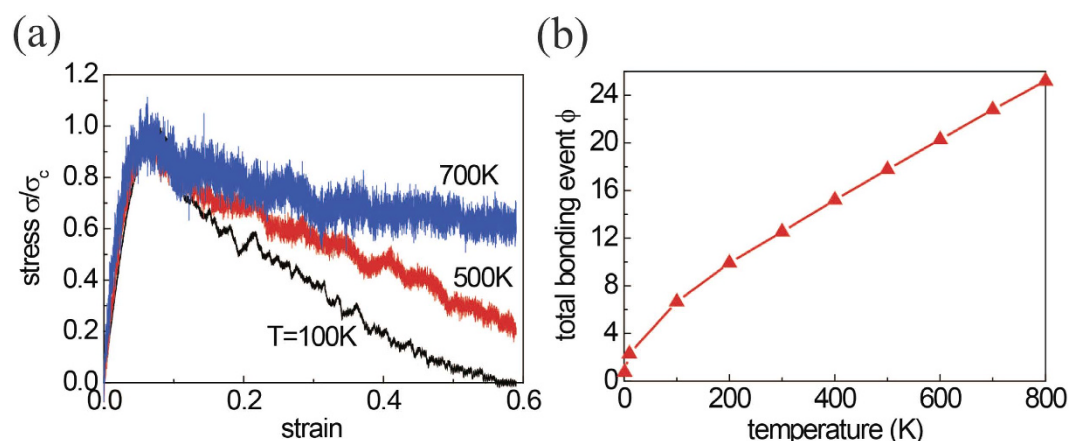 (a)
1.2
1.0
0.8
0.6
0.4
0.2
0.0
stress σ/σc
700K
500K
T=100K
0.0 0.2 0.4 0.6
strain
(b)
24
20
16
12
8
4
0
total bonding event ϕ
0 200 400 600 800
temperature (K)